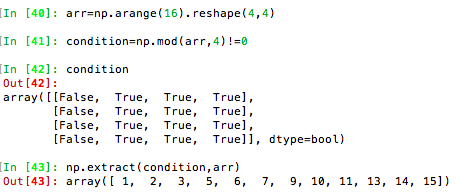 In [40]: arr=np.arange(16).reshape(4,4)
In [41]: condition=np.mod(arr,4)!=0
In [42]: condition
Out[42]:
array([[False,  True,  True,  True],
       [False,  True,  True,  True],
       [False,  True,  True,  True],
       [False,  True,  True,  True]], dtype=bool)
In [43]: np.extract(condition,arr)
Out[43]: array([ 1,  2,  3,  5,  6,  7,  9, 10, 11, 13, 14, 15])